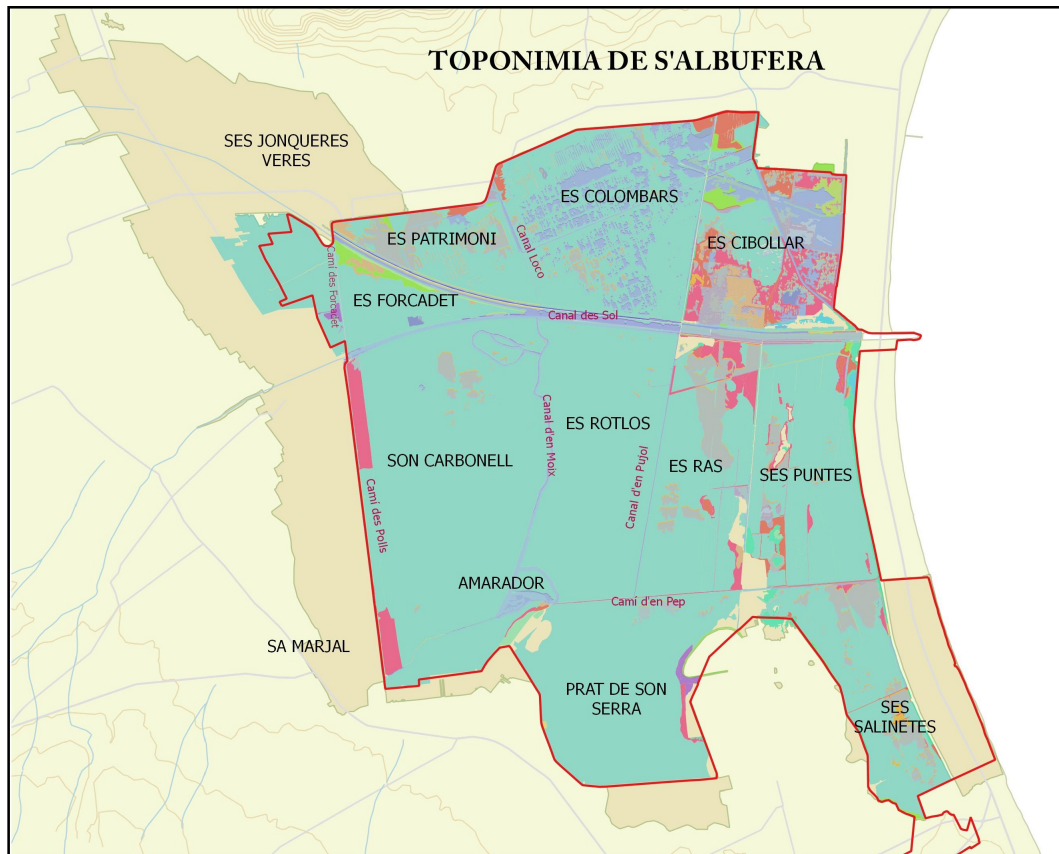 TOPONIMIA DE S'ALBUFERA
SES JONQUERES
VERES
ES COLOMBARS
ES PATRIMONI
ES CIBOLLAR
Canal Loco
Camí des Forcadet
ES FORCADET
Canal des Sol
Canal d'en Moix
ES ROTLOS
SON CARBONELL
ES RAS
SES PUNTES
Canal d'en Pujol
Camí des Polls
AMARADOR
Camí d'en Pep
SA MARJAL
PRAT DE SON
SERRA
SES
SALINETES